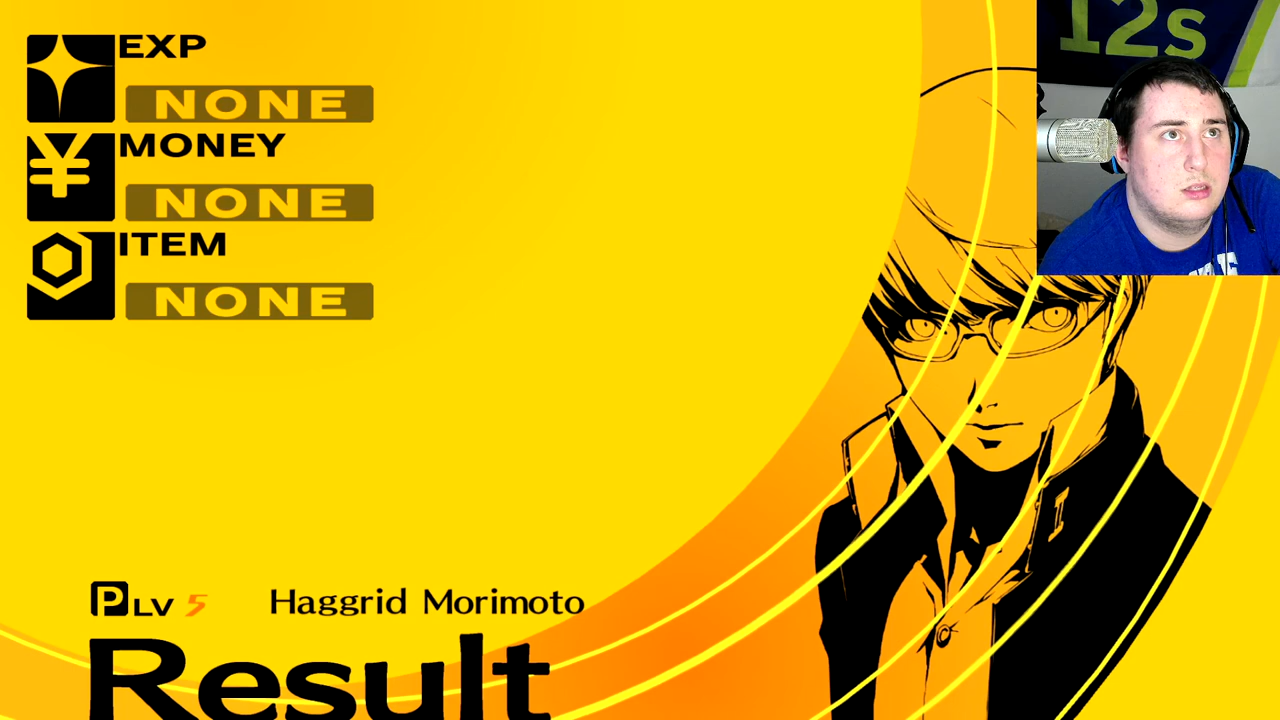 EXP
NONE
¥
MONEY
NONE
ITEM
NONE
12s
I
P LV 5 Haggrid Morimoto
Result